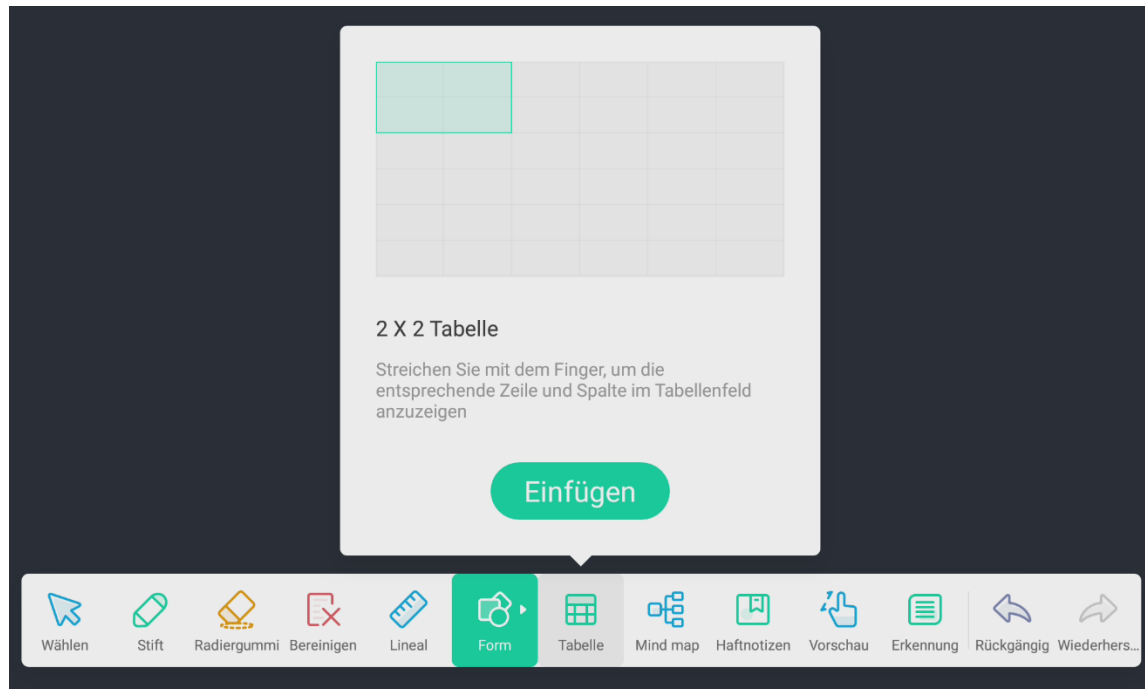 2 X 2 Tabelle
Streichen Sie mit dem Finger, um die
entsprechende Zeile und Spalte im Tabellenfeld
anzuzeigen
Einfügen
Wählen Stift Radiergummi Bereinigen Lineal Form Tabelle Mind map Haftnotizen Vorschau Erkennung Rückgängig Wiederhers...